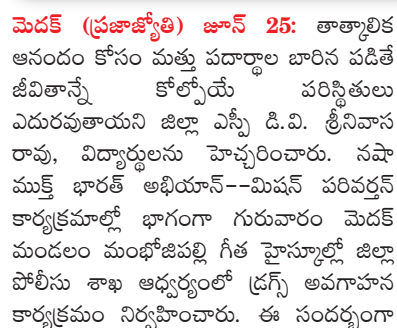 మెదక్ (ప్రజాజ్యోతి) జూన్ 25: తాత్కాలిక
ఆనందం కోసం మత్తు పదార్థాల బారిన పడితే
జీవితాన్నే కోల్పోయే పరిస్థితులు
ఎదురవుతాయని జిల్లా ఎస్పీ డి.వి. శ్రీనివాస
రావు, విద్యార్థులను హెచ్చరించారు. నషా
ముక్త్ భారత్ అభియాన్--మిషన్ పరివర్తన్
కార్యక్రమాల్లో భాగంగా గురువారం మెదక్
మండలం మంభోజిపల్లి గీత హైస్కూల్లో జిల్లా
పోలీసు శాఖ ఆధ్వర్యంలో డ్రగ్స్ అవగాహన
కార్యక్రమం నిర్వహించారు. ఈ సందర్భంగా